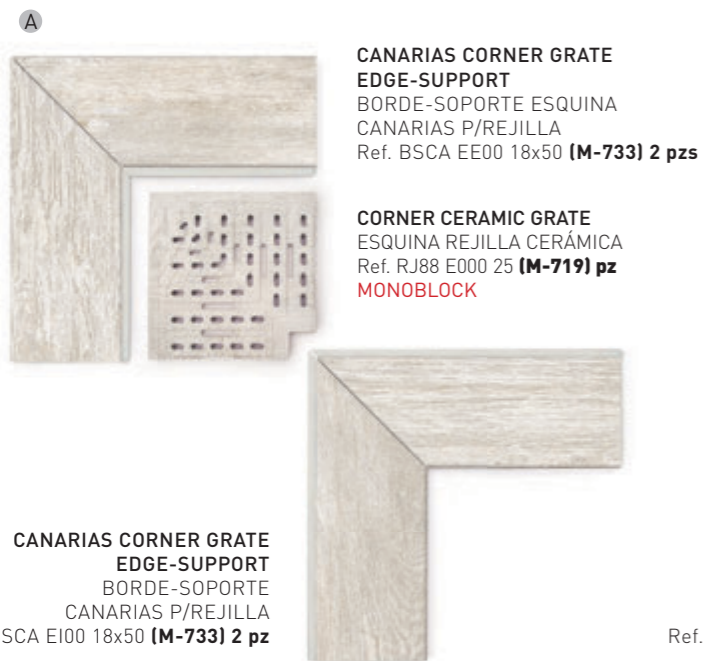 A
CANARIAS CORNER GRATE
EDGE-SUPPORT
BORDE-SOPORTE ESQUINA
CANARIAS P/REJILLA
Ref. BSCA EE00 18x50 (M-733) 2 pzs
CORNER CERAMIC GRATE
ESQUINA REJILLA CERÁMICA
Ref. RJ88 E000 25 (M-719) pz
MONOBLOCK
CANARIAS CORNER GRATE
EDGE-SUPPORT
BORDE-SOPORTE
CANARIAS P/REJILLA
SCA EI00 18x50 (M-733) 2 pz
Ref.